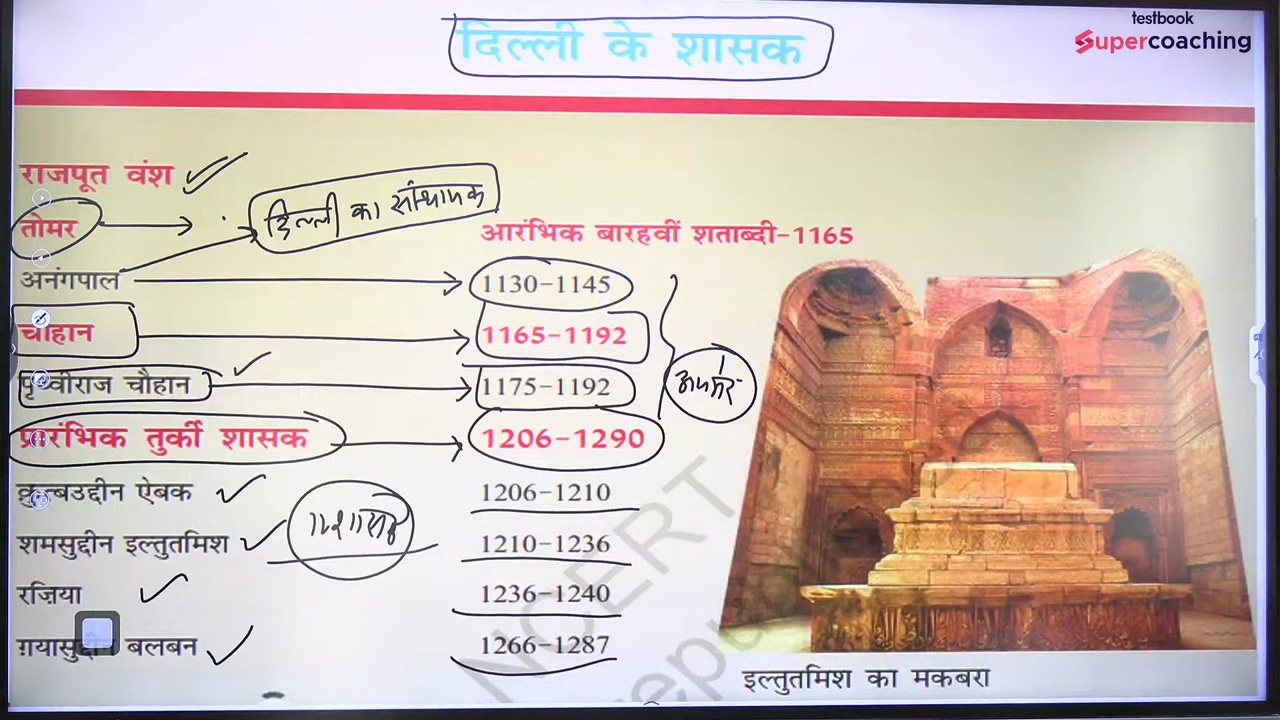 testbook
Supercoaching
दिल्ली के शासक
राजपूत वंश
तोमर
दिल्ली का संस्थापक
आरंभिक बारहवीं शताब्दी-1165
अनंगपाल 1130-1145
चौहान 1165-1192
पृथ्वीराज चौहान 1175-1192
प्रारंभिक तुर्की शासक 1206-1290
क़ुत्बउद्दीन ऐबक 1206-1210
शमसुद्दीन इल्तुतमिश 1210-1236
रज़िया 1236-1240
ग़यासुद्दीन बलबन 1266-1287
इल्तुतमिश का मकबरा
NCERT